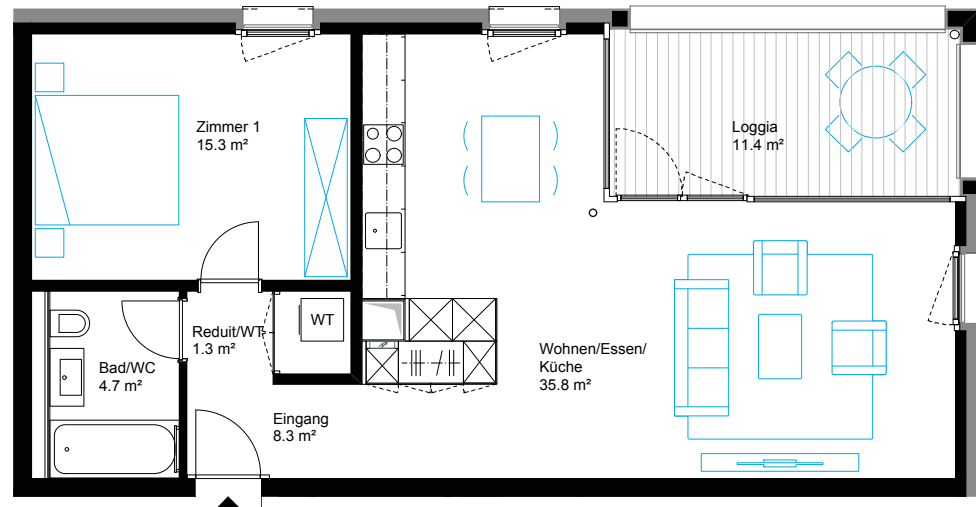 Zimmer 1
15.3 m²
Loggia
11.4 m²
Reduit/WT
1.3 m²
WT
Bad/WC
4.7 m²
Wohnen/Essen/
Küche
35.8 m²
Eingang
8.3 m²